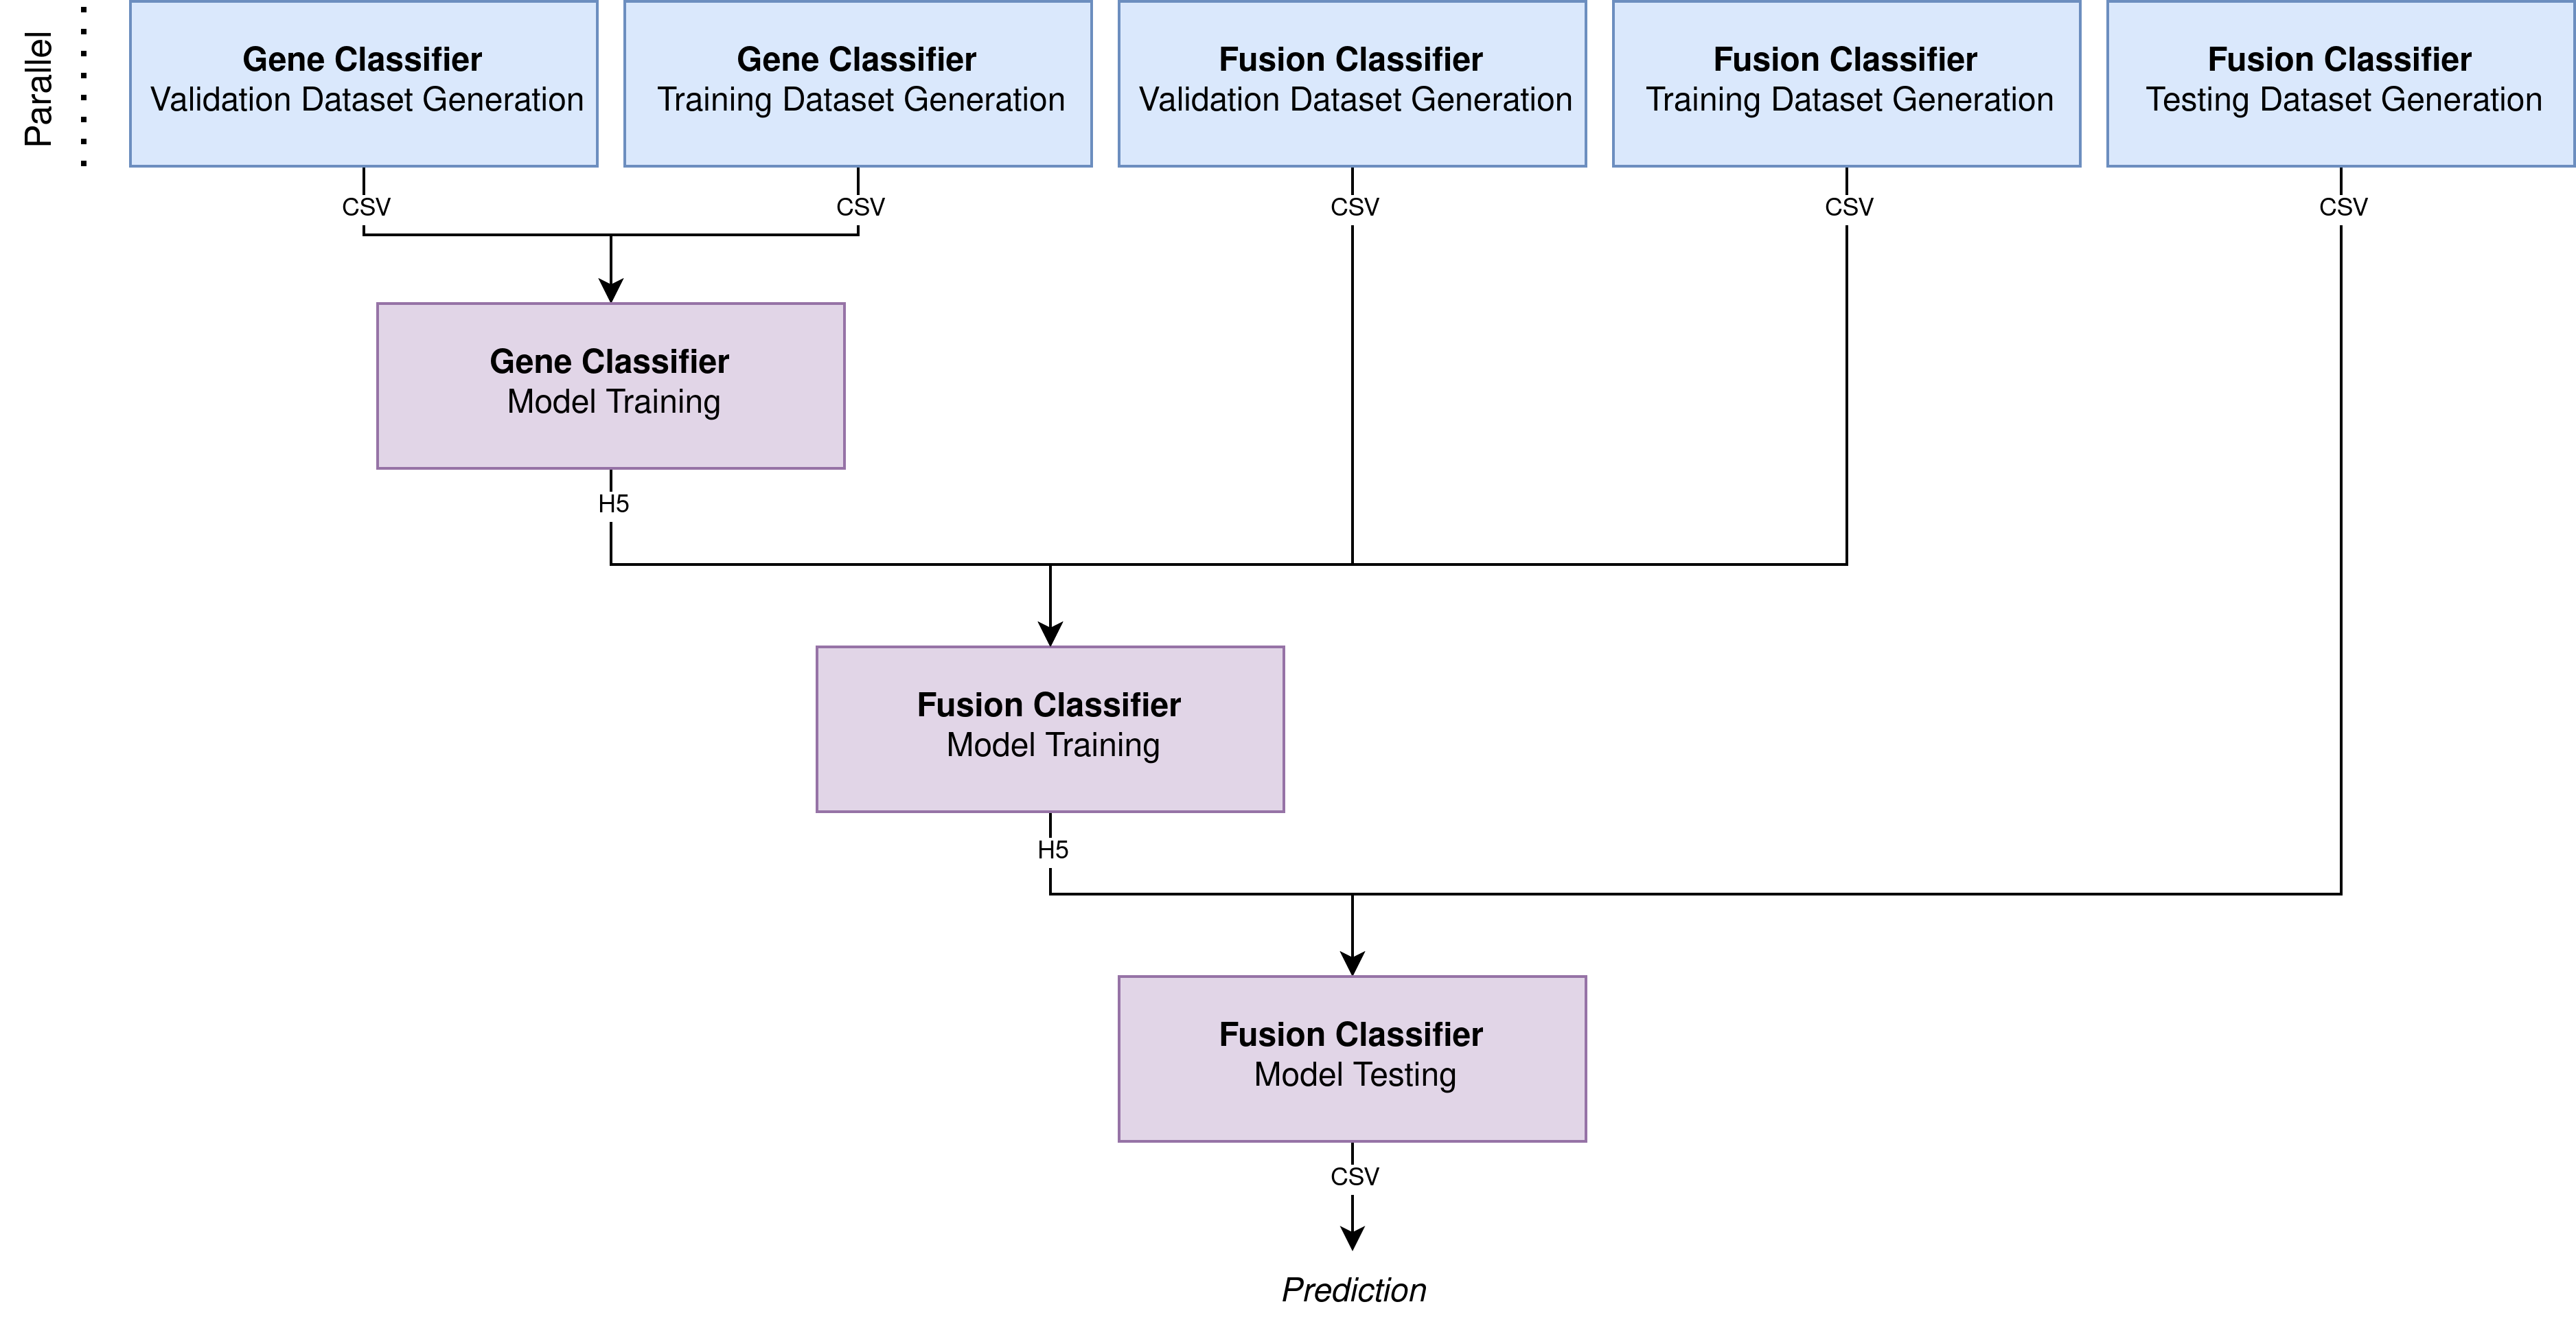 Parallel
Gene Classifier
Validation Dataset Generation
Gene Classifier
Training Dataset Generation
Fusion Classifier
Validation Dataset Generation
Fusion Classifier
Training Dataset Generation
Fusion Classifier
Testing Dataset Generation
CSV
CSV
CSV
CSV
CSV
Gene Classifier
Model Training
H5
Fusion Classifier
Model Training
H5
Fusion Classifier
Model Testing
CSV
Prediction